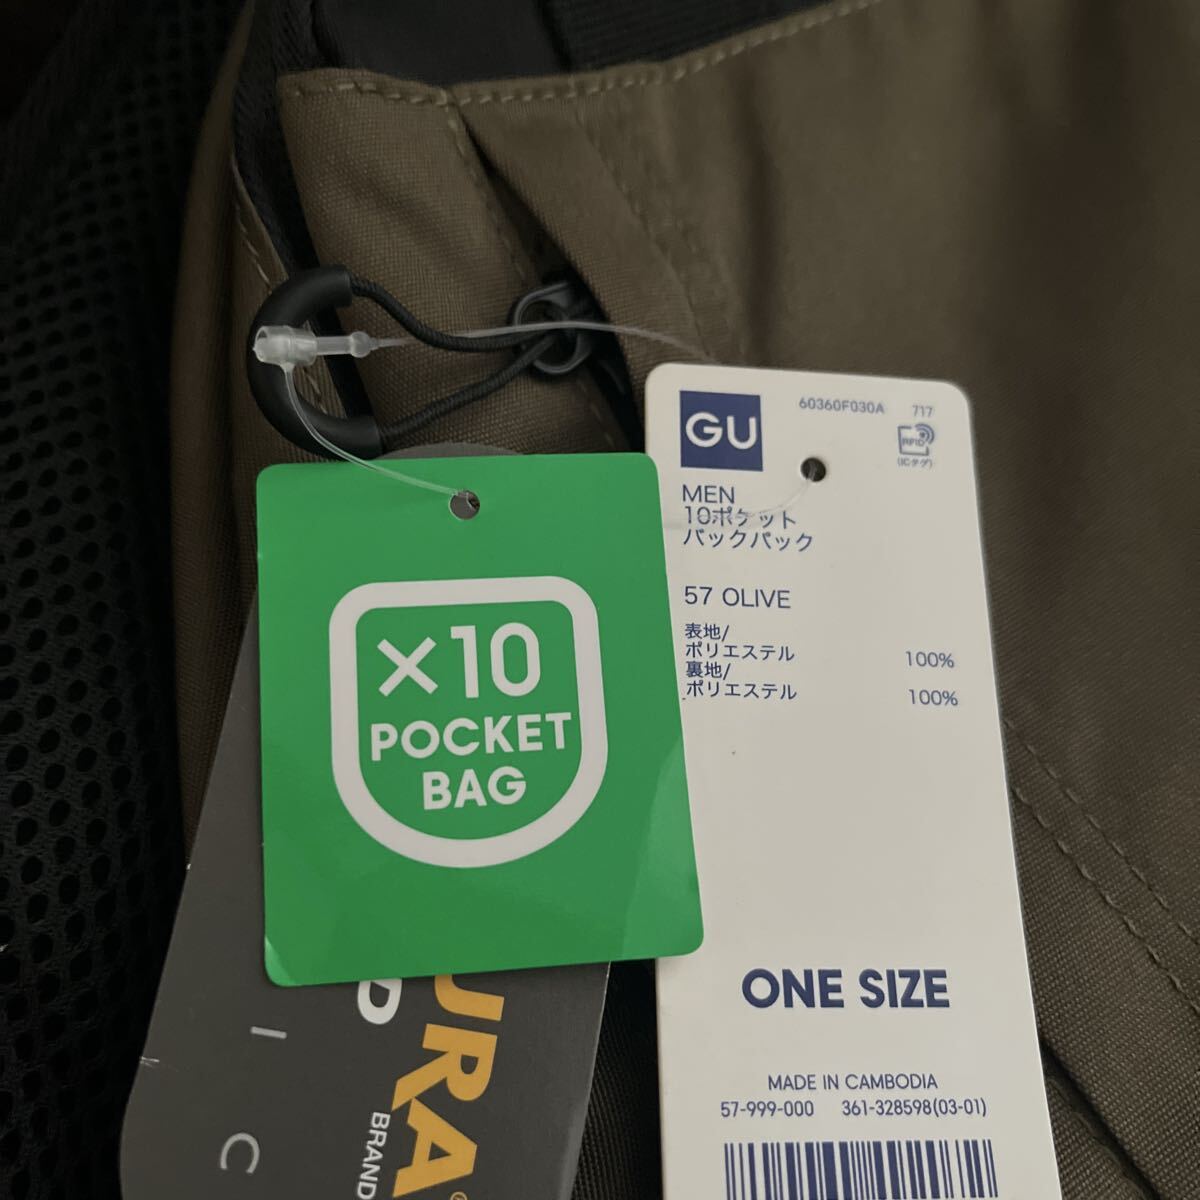 ×10
POCKET
BAG
URA
BRAND
I
C
GU
60360F030A 717
RFID
(ICタグ)
MEN
10ポケット
バックパック
57 OLIVE
表地/
ポリエステル 100%
裏地/
ポリエステル 100%
ONE SIZE
MADE IN CAMBODIA
57-999-000 361-328598(03-01)